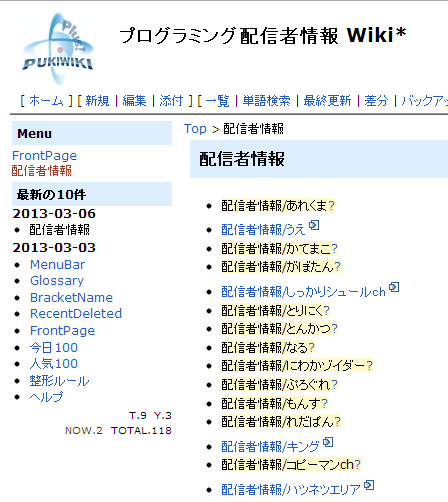 Plus!
PUKIWIKI
プログラミング配信者情報 Wiki*
[ ホーム ] [ 新規 | 編集 | 添付 ] [ 一覧 | 単語検索 | 最終更新 | 差分 | バックアッ
Menu
FrontPage
配信者情報
最新の10件
2013-03-06
配信者情報
2013-03-03
MenuBar
Glossary
BracketName
RecentDeleted
FrontPage
今日100
人気100
整形ルール
ヘルプ
T.9 Y.3
NOW.2 TOTAL.118
Top > 配信者情報
配信者情報
配信者情報/あれくま?
配信者情報/うえ
配信者情報/かてまこ?
配信者情報/がぱたん?
配信者情報/しっかりシュールch
配信者情報/とりにく?
配信者情報/とんかつ?
配信者情報/なる?
配信者情報/にわかゾイダー?
配信者情報/ぷろぐれ?
配信者情報/もんす?
配信者情報/れだぱん?
配信者情報/キング
配信者情報/コピーマンch?
配信者情報/ハツネツエリア